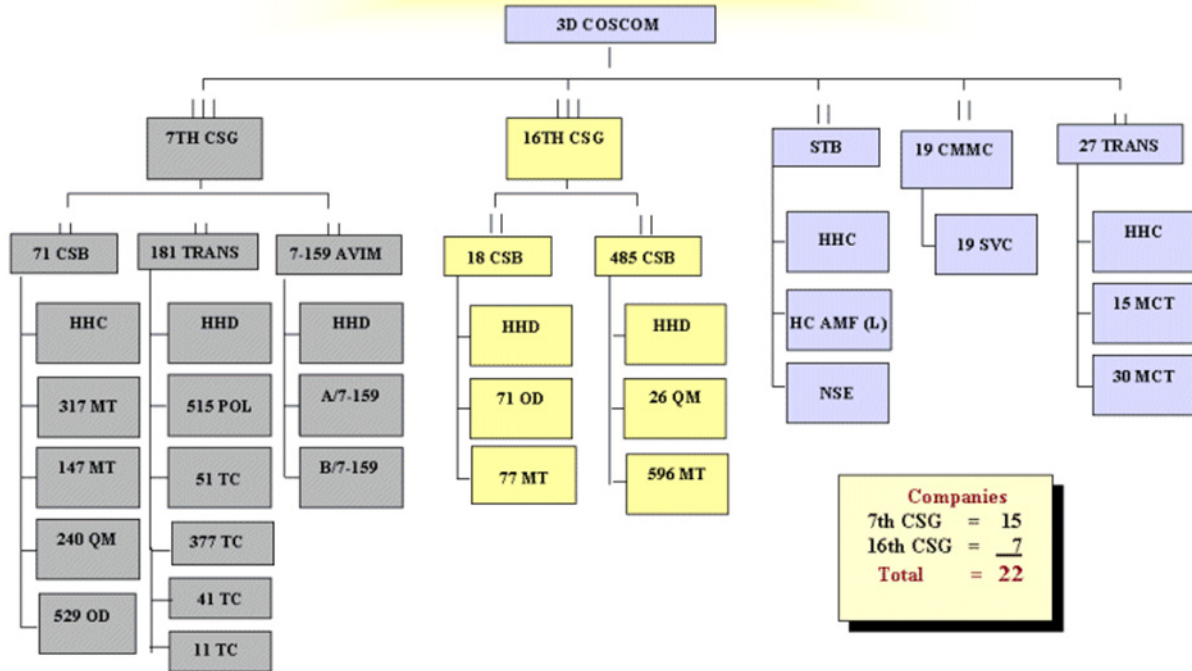 3D COSCOM
7TH CSG
16TH CSG
STB
19 CMMC
27 TRANS
71 CSB
181 TRANS
7-159 AVIM
18 CSB
485 CSB
HHC
19 SVC
HHC
HHC
HHD
HHD
HHD
HHD
HC AMF (L)
15 MCT
317 MT
515 POL
A/7-159
71 OD
26 QM
NSE
30 MCT
147 MT
51 TC
B/7-159
77 MT
596 MT
240 QM
377 TC
529 OD
41 TC
11 TC
Companies
7th CSG = 15
16th CSG = 7
Total = 22